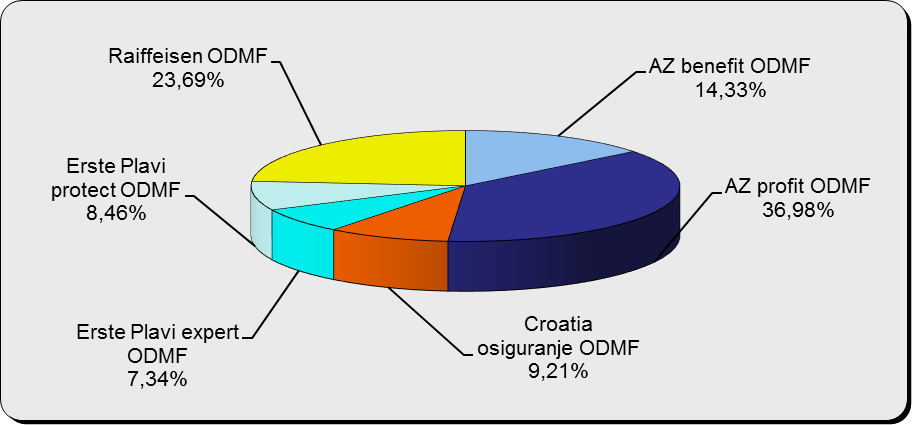 Raiffeisen ODMF
23,69%
AZ benefit ODMF
14,33%
Erste Plavi
protect ODMF
8,46%
AZ profit ODMF
36,98%
Erste Plavi expert
ODMF
7,34%
Croatia
osiguranje ODMF
9,21%